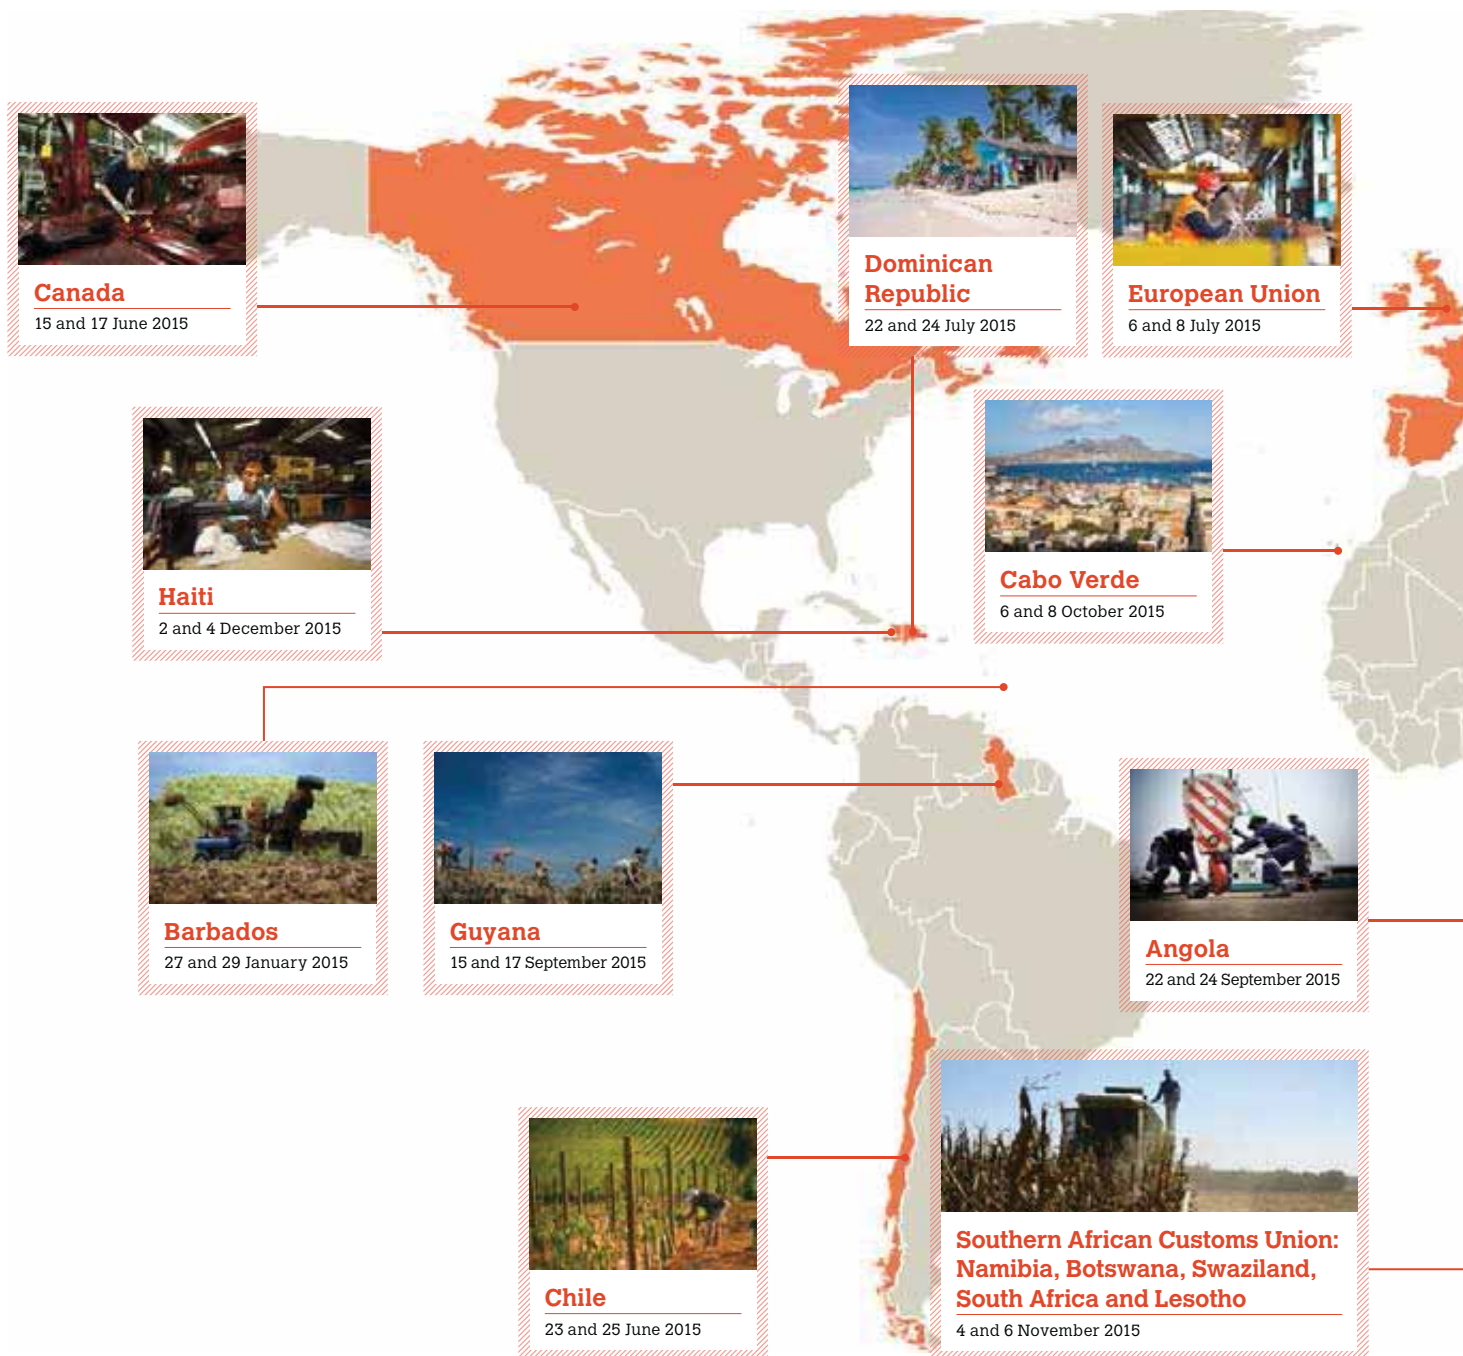 Canada
15 and 17 June 2015
Dominican
Republic
22 and 24 July 2015
European Union
6 and 8 July 2015
Haiti
2 and 4 December 2015
Cabo Verde
6 and 8 October 2015
Barbados
27 and 29 January 2015
Guyana
15 and 17 September 2015
Angola
22 and 24 September 2015
Chile
23 and 25 June 2015
Southern African Customs Union:
Namibia, Botswana, Swaziland,
South Africa and Lesotho
4 and 6 November 2015